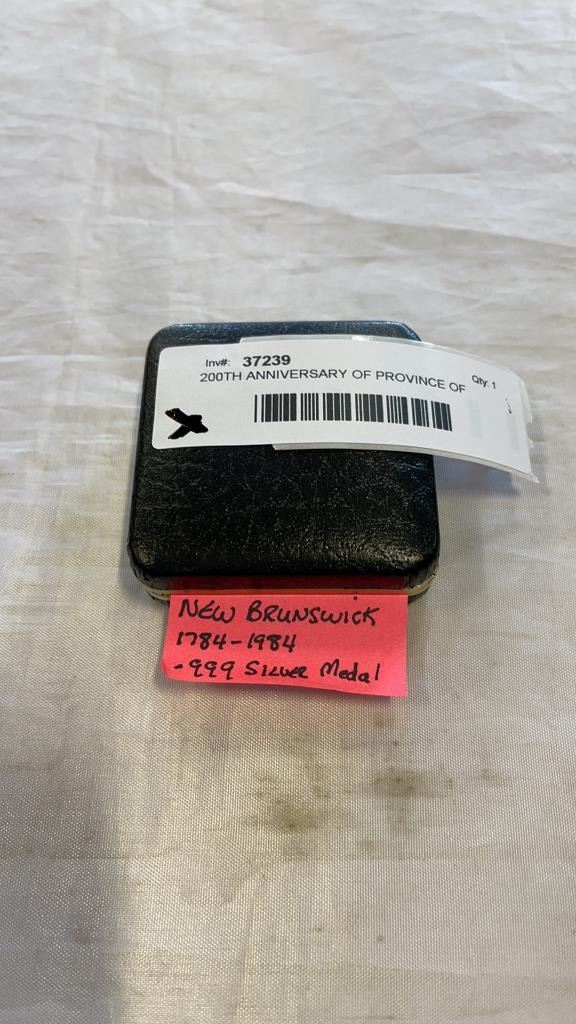 Inv#: 37239
200TH ANNIVERSARY OF PROVINCE OF Qty: 1
NEW BRUNSWICK
1784-1984
.999 SILVER Medal